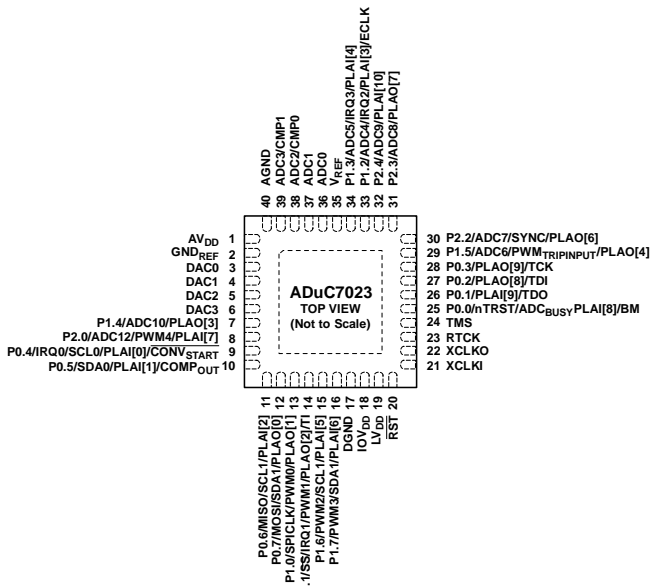 40 AGND
39 ADC3/CMP1
38 ADC2/CMP0
37 ADC1
36 ADC0
35 VREF
34 P1.3/ADC5/IRQ3/PLAI[4]
33 P1.2/ADC4/IRQ2/PLAI[3]/ECLK
32 P2.4/ADC9/PLAI[10]
31 P2.3/ADC8/PLAO[7]
AVDD 1
GNDREF 2
DAC0 3
DAC1 4
DAC2 5
DAC3 6
P1.4/ADC10/PLAO[3] 7
P2.0/ADC12/PWM4/PLAI[7] 8
P0.4/IRQ0/SCL0/PLAI[0]/CONVSTART 9
P0.5/SDA0/PLAI[1]/COMPOUT 10
ADuC7023
TOP VIEW
(Not to Scale)
30 P2.2/ADC7/SYNC/PLAO[6]
29 P1.5/ADC6/PWMTRIPINPUT/PLAO[4]
28 P0.3/PLAO[9]/TCK
27 P0.2/PLAO[8]/TDI
26 P0.1/PLAI[9]/TDO
25 P0.0/nTRST/ADCBUSY/PLAI[8]/BM
24 TMS
23 RTCK
22 XCLKO
21 XCLKI
P0.6/MISO/SCL1/PLAI[2] 11
P0.7/MOSI/SDA1/PLAO[0] 12
P1.0/SPICLK/PWM0/PLAO[1] 13
.1/SS/IRQ1/PWM1/PLAO[2]/TI 14
P1.6/PWM2/SCL1/PLAI[5] 15
P1.7/PWM3/SDA1/PLAI[6] 16
DGND 17
IOVDD 18
LVDD 19
RST 20